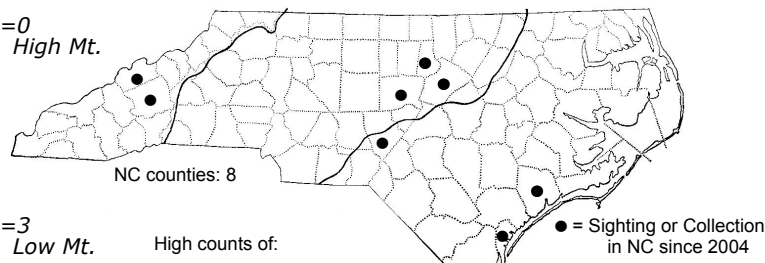 =0
High Mt.
NC counties: 8
=3
Low Mt.
High counts of:
● = Sighting or Collection
in NC since 2004